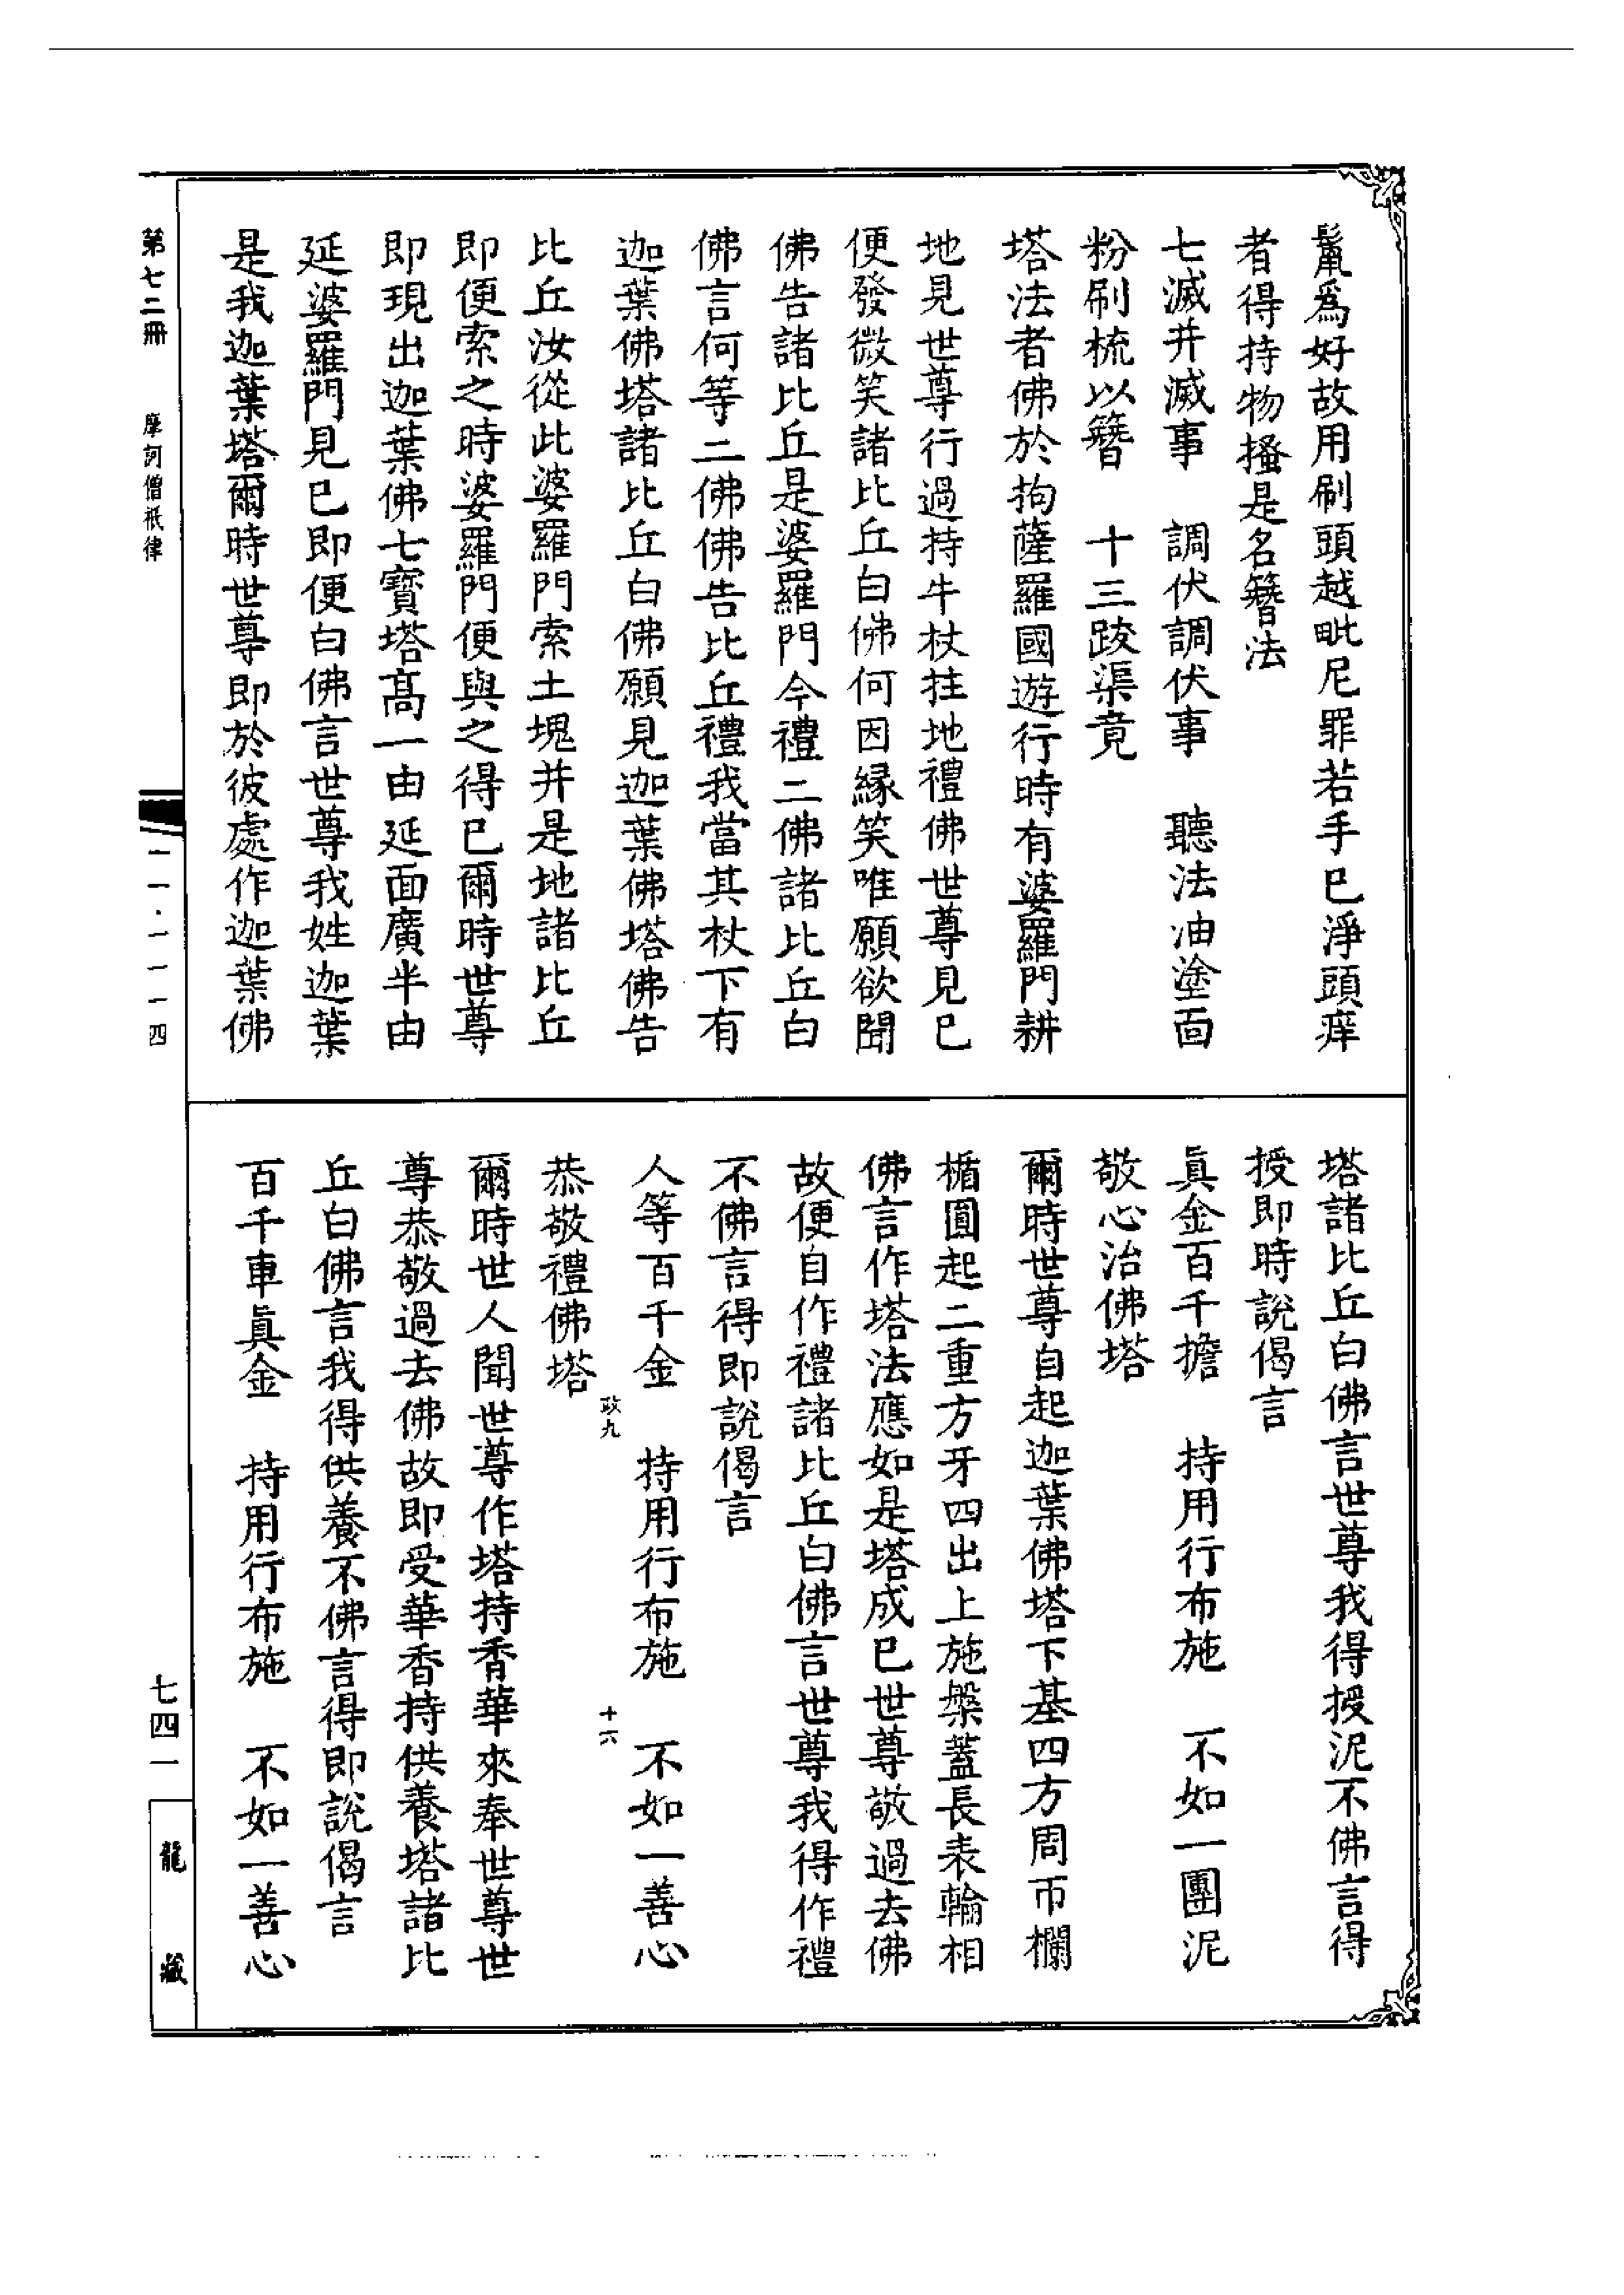 鬣爲好故用刷頭越毗尼罪若手已淨頭痒
者得持物搔是名簪法
七滅并滅事　調伏調伏事　聽法油塗面
粉刷梳以簪　十三跋渠竟
塔法者佛於拘薩羅國遊行時有婆羅門耕
地見世尊行過持牛杖拄地禮佛世尊見已
便發微笑諸比丘白佛何因緣笑唯願欲聞
佛告諸比丘是婆羅門今禮二佛諸比丘白
佛言何等二佛佛告比丘禮我當其杖下有
迦葉佛塔諸比丘白佛願見迦葉佛塔佛告
比丘汝從此婆羅門索土塊并是地諸比丘
即便索之時婆羅門便與之得已爾時世尊
即現出迦葉佛七寶塔高一由延面廣半由
延婆羅門見已即便白佛言世尊我姓迦葉
是我迦葉塔爾時世尊即於彼處作迦葉佛
塔諸比丘白佛言世尊我得授泥不佛言得
授即時說偈言
眞金百千擔　持用行布施　不如一團泥
敬心治佛塔
爾時世尊自起迦葉佛塔下基四方周帀欄
楯圓起二重方牙四出上施槃蓋長表輪相
佛言作塔法應如是塔成已世尊敬過去佛
故便自作禮諸比丘白佛言世尊我得作禮
不佛言得即說偈言
人等百千金　持用行布施　不如一善心
恭敬禮佛塔
政九　十六
爾時世人聞世尊作塔持香華來奉世尊世
尊恭敬過去佛故即受華香持供養塔諸比
丘白佛言我得供養不佛言得即說偈言
百千車眞金　持用行布施　不如一善心
第七二冊　摩訶僧祇律
一一·一一一四
七四一
龍藏